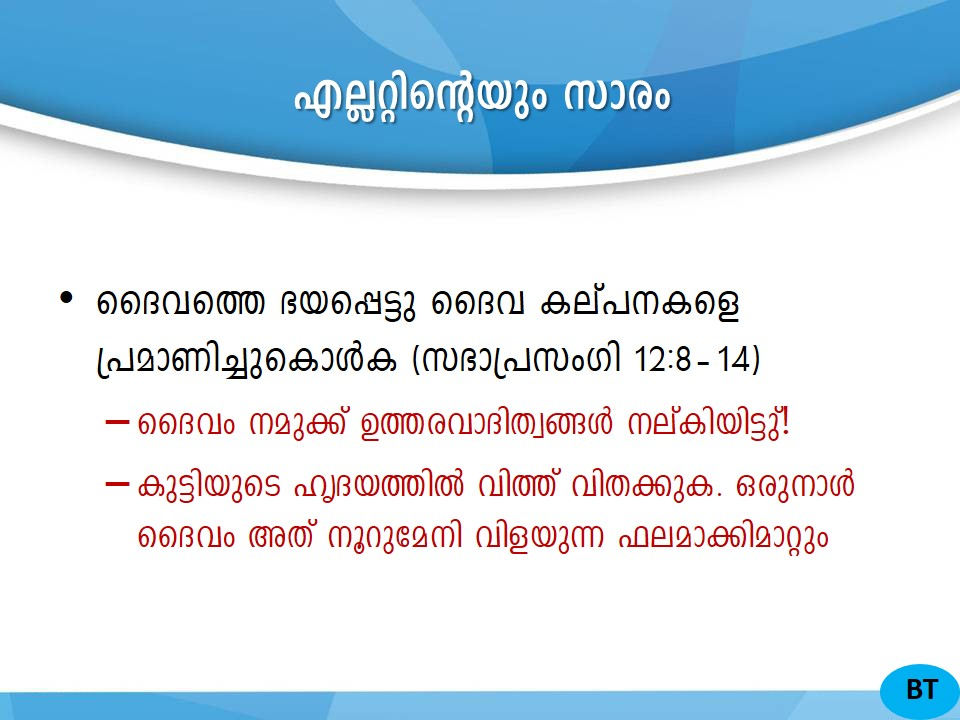 എല്ലറ്റിന്റെയും സാരം
• ദൈവത്തെ ഭയപ്പെട്ടു ദൈവ കല്പനകളെ
പ്രമാണിച്ചുകൊൾക (സഭാപ്രസംഗി 12:8-14)
– ദൈവം നമുക്ക് ഉത്തരവാദിത്വങ്ങൾ നല്കിയിട്ടു്!
– കുട്ടിയുടെ ഹൃദയത്തിൽ വിത്ത് വിതക്കുക. ഒരുനാൾ
ദൈവം അത് നൂറുമേനി വിളയുന്ന ഫലമാക്കിമാറ്റും
BT